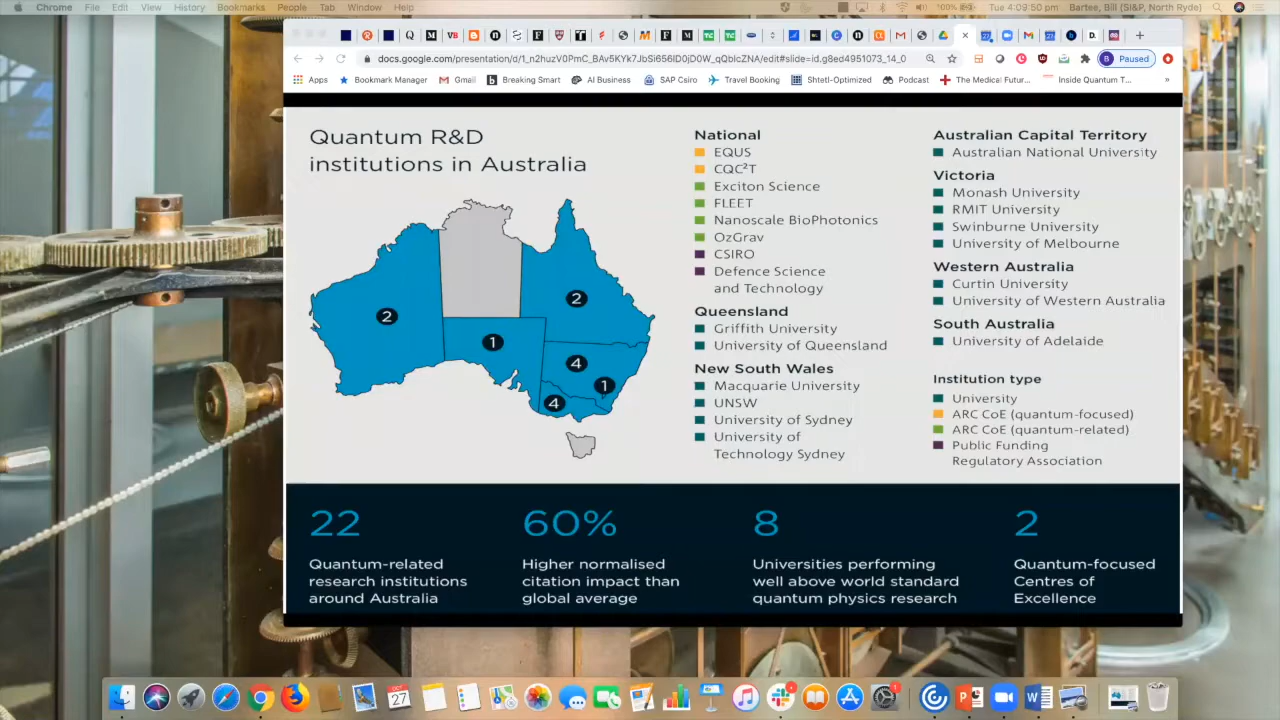 Chrome File Edit View History Bookmarks People Tab Window Help
100% Tue 4:09:50 pm Bartee, Bill (SI&P, North Ryde)
Paused
Apps Bookmark Manager Gmail Breaking Smart AI Business SAP Csiro Travel Booking Shtetl-Optimized Podcast The Medical Futur... Inside Quantum T... »
Quantum R&D
institutions in Australia
2
2
1
4
1
4
National
EQUS
CQC²T
Exciton Science
FLEET
Nanoscale BioPhotonics
OzGrav
CSIRO
Defence Science
and Technology
Queensland
Griffith University
University of Queensland
New South Wales
Macquarie University
UNSW
University of Sydney
University of
Technology Sydney
Australian Capital Territory
Australian National University
Victoria
Monash University
RMIT University
Swinburne University
University of Melbourne
Western Australia
Curtin University
University of Western Australia
South Australia
University of Adelaide
Institution type
University
ARC CoE (quantum-focused)
ARC CoE (quantum-related)
Public Funding
Regulatory Association
22
Quantum-related
research institutions
around Australia
60%
Higher normalised
citation impact than
global average
8
Universities performing
well above world standard
quantum physics research
2
Quantum-focused
Centres of
Excellence
27